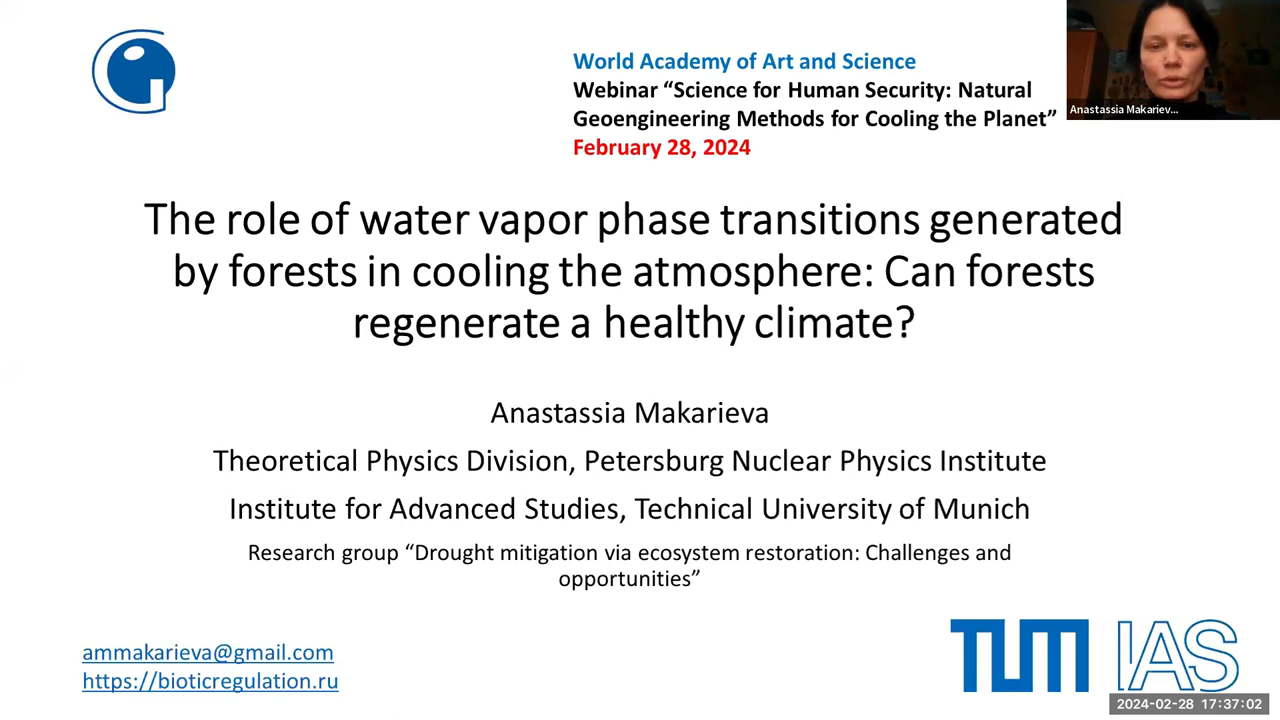 World Academy of Art and Science
Webinar “Science for Human Security: Natural
Geoengineering Methods for Cooling the Planet”
February 28, 2024
Anastassia Makariev...
The role of water vapor phase transitions generated
by forests in cooling the atmosphere: Can forests
regenerate a healthy climate?
Anastassia Makarieva
Theoretical Physics Division, Petersburg Nuclear Physics Institute
Institute for Advanced Studies, Technical University of Munich
Research group “Drought mitigation via ecosystem restoration: Challenges and
opportunities”
ammakarieva@gmail.com
https://bioticregulation.ru
TUM IAS
2024-02-28 17:37:02